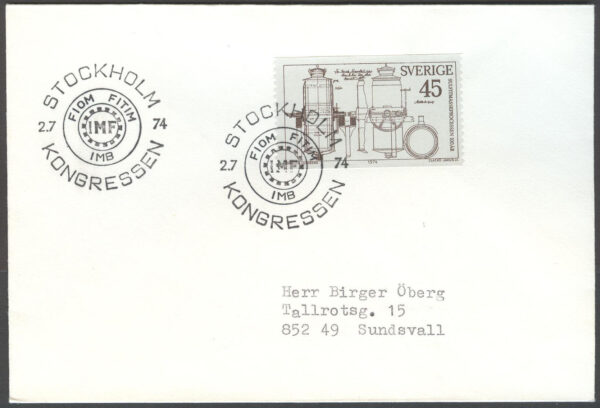 STOCKHOLM
2.7 74
FIOM FITIM
IMF
IMB
KONGRESSEN
STOCKHOLM
2.7 74
FIOM FITIM
IMF
IMB
KONGRESSEN
SVERIGE
45
1974
Herr Birger Öberg
Tallrotsg. 15
852 49 Sundsvall